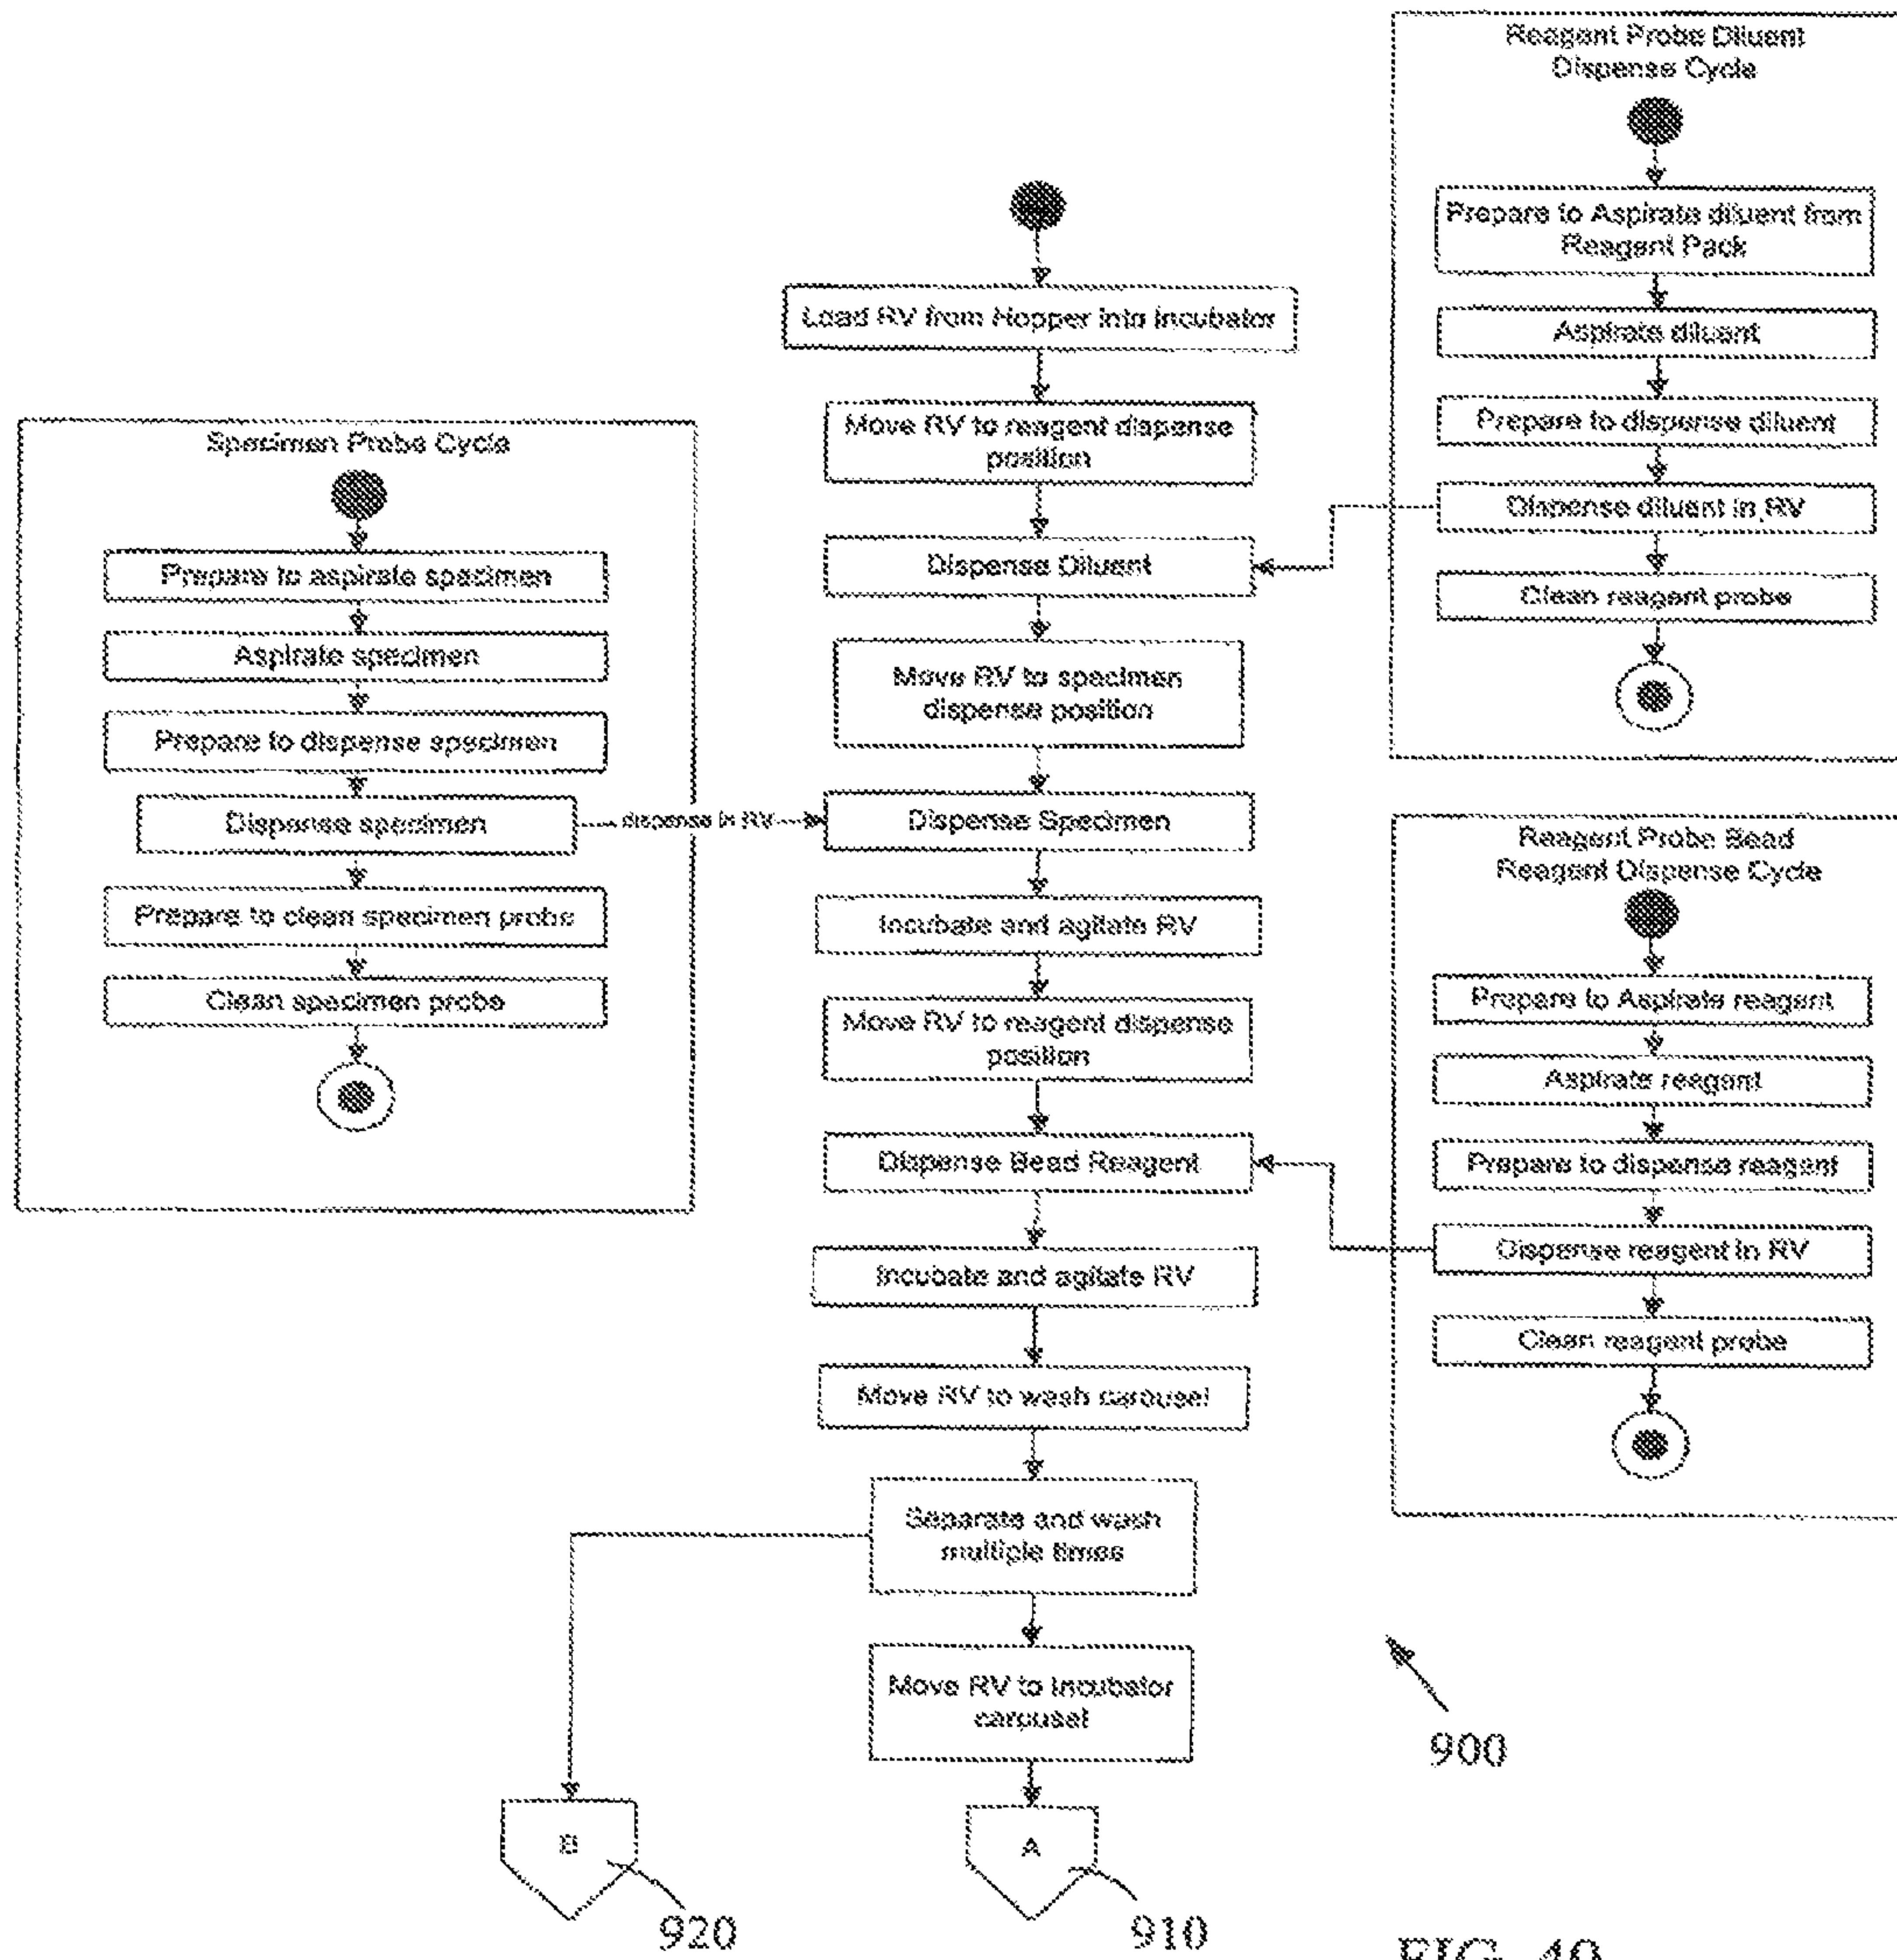 Reagent Probe Diluent
Dispense Cycle
Prepare to Aspirate diluent from
Reagent Pack
Aspirate diluent
Prepare to dispense diluent
Dispense diluent in RV
Clean reagent probe
Load RV from Hopper into incubator
Move RV to reagent dispense
position
Dispense Diluent
Move RV to specimen
dispense position
Dispense Specimen
Incubate and agitate RV
Move RV to reagent dispense
position
Dispense Bead Reagent
Incubate and agitate RV
Move RV to wash carousel
Separate and wash
multiple times
Move RV to Incubator
carousel
Specimen Probe Cycle
Prepare to aspirate specimen
Aspirate specimen
Prepare to dispense specimen
Dispense specimen
dispense in RV
Prepare to clean specimen probe
Clean specimen probe
Reagent Probe Bead
Reagent Dispense Cycle
Prepare to Aspirate reagent
Aspirate reagent
Prepare to dispense reagent
Dispense reagent in RV
Clean reagent probe
900
B
A
920
910
FIG. 40